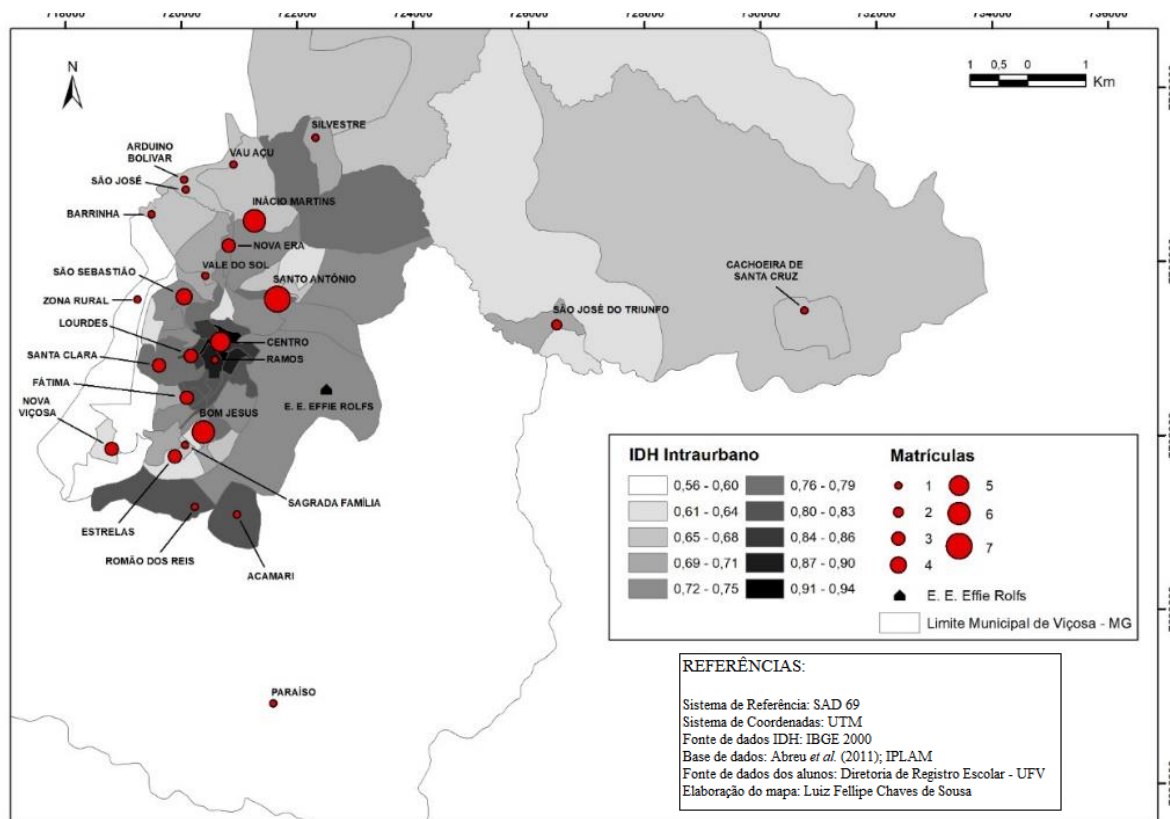 718000 720000 722000 724000 726000 728000 730000 732000 734000 736000
N
1 0,5 0 1
Km
SILVESTRE
ARDUINO
BOLIVAR
VAU AÇU
SÃO JOSÉ
INÁCIO MARTINS
BARRINHA
NOVA ERA
VALE DO SOL
SÃO SEBASTIÃO
SANTO ANTÔNIO
CACHOEIRA DE
SANTA CRUZ
ZONA RURAL
SÃO JOSÉ DO TRIUNFO
LOURDES
CENTRO
SANTA CLARA
RAMOS
FÁTIMA
E. E. EFFIE ROLFS
NOVA
VIÇOSA
BOM JESUS
SAGRADA FAMÍLIA
ESTRELAS
ROMÃO DOS REIS
ACAMARI
PARAÍSO
IDH Intraurbano
0,56 - 0,60
0,61 - 0,64
0,65 - 0,68
0,69 - 0,71
0,72 - 0,75
0,76 - 0,79
0,80 - 0,83
0,84 - 0,86
0,87 - 0,90
0,91 - 0,94
Matrículas
1
2
3
4
5
6
7
E. E. Effie Rolfs
Limite Municipal de Viçosa - MG
REFERÊNCIAS:
Sistema de Referência: SAD 69
Sistema de Coordenadas: UTM
Fonte de dados IDH: IBGE 2000
Base de dados: Abreu et al. (2011); IPLAM
Fonte de dados dos alunos: Diretoria de Registro Escolar - UFV
Elaboração do mapa: Luiz Fellipe Chaves de Sousa